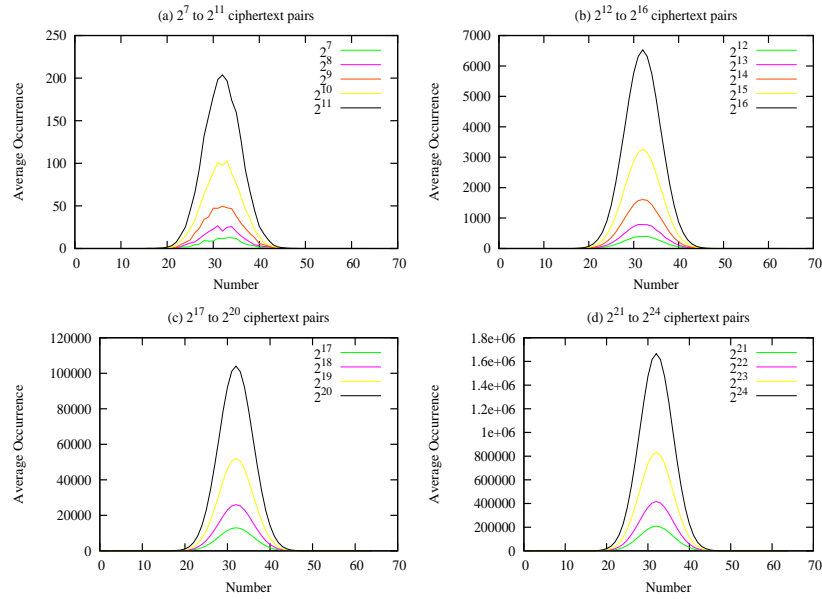 (a) 2^7 to 2^11 ciphertext pairs
250
200
150
100
50
0
0 10 20 30 40 50 60 70
Average Occurrence
Number
2^7
2^8
2^9
2^10
2^11
(b) 2^12 to 2^16 ciphertext pairs
7000
6000
5000
4000
3000
2000
1000
0
0 10 20 30 40 50 60 70
Average Occurrence
Number
2^12
2^13
2^14
2^15
2^16
(c) 2^17 to 2^20 ciphertext pairs
120000
100000
80000
60000
40000
20000
0
0 10 20 30 40 50 60 70
Average Occurrence
Number
2^17
2^18
2^19
2^20
(d) 2^21 to 2^24 ciphertext pairs
1.8e+06
1.6e+06
1.4e+06
1.2e+06
1e+06
800000
600000
400000
200000
0
0 10 20 30 40 50 60 70
Average Occurrence
Number
2^21
2^22
2^23
2^24